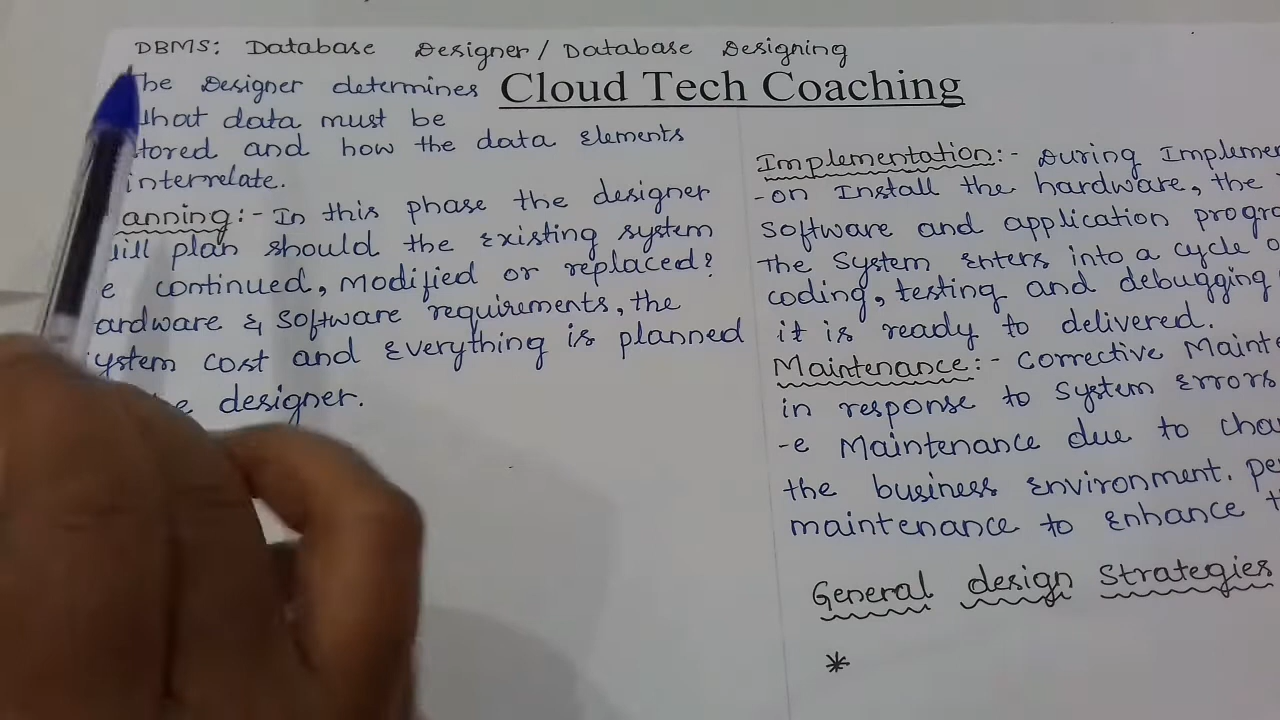 DBMS: Database Designer / Database Designing
The Designer determines
Cloud Tech Coaching
what data must be
stored and how the data elements
interrelate.
anning:- In this phase the designer
will plan should the existing system
e continued, modified or replaced?
ardware & software requirements, the
ystem cost and everything is planned
e designer.
Implementation:- During Implemen
-on Install the hardware, the
software and application progra
The system enters into a cycle o
coding, testing and debugging
it is ready to delivered.
Maintenance:- Corrective Mainte
in response to system errors
-e Maintenance due to cha
the business environment. pe
maintenance to enhance t
General design strategies
*